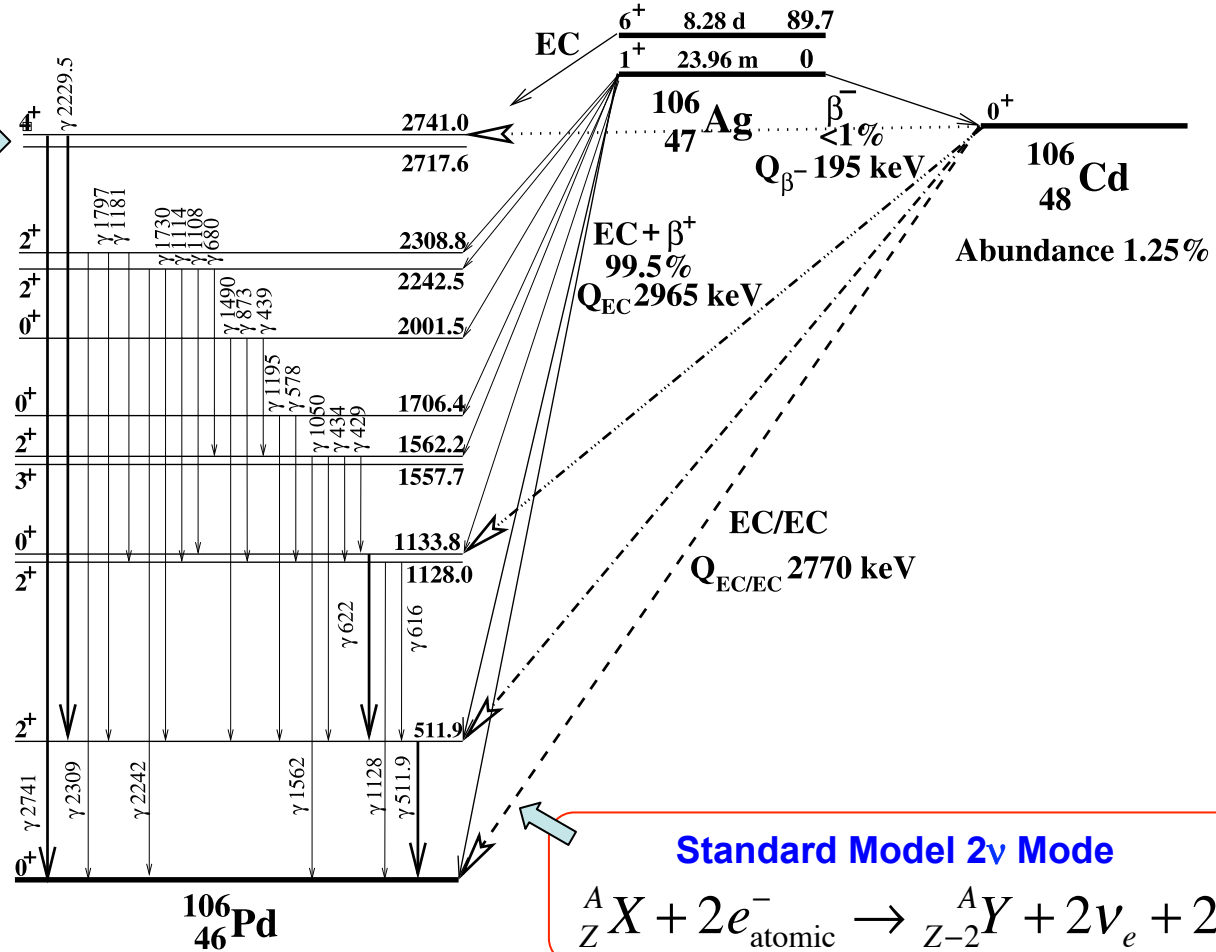 6+ 8.28 d 89.7
EC
1+ 23.96 m 0
106 47 Ag
β− <1%
Qβ− 195 keV
0+
106 48 Cd
Abundance 1.25%
EC + β+
99.5%
QEC 2965 keV
EC/EC
QEC/EC 2770 keV
γ 2229.5
4+ 2741.0
2717.6
γ 1797
γ 1181
γ 1730
γ 1114
γ 1108
γ 680
2+ 2308.8
2+ 2242.5
γ 1490
γ 873
γ 439
0+ 2001.5
γ 1195
γ 578
γ 1050
γ 434
γ 429
0+ 1706.4
2+ 1562.2
3+ 1557.7
0+ 1133.8
2+ 1128.0
γ 622
γ 616
2+ 511.9
γ 2741
γ 2309
γ 2242
γ 1562
γ 1128
γ 511.9
0+
106 46 Pd
Standard Model 2ν Mode
A Z X + 2e− atomic → A Z−2 Y + 2νe + 2